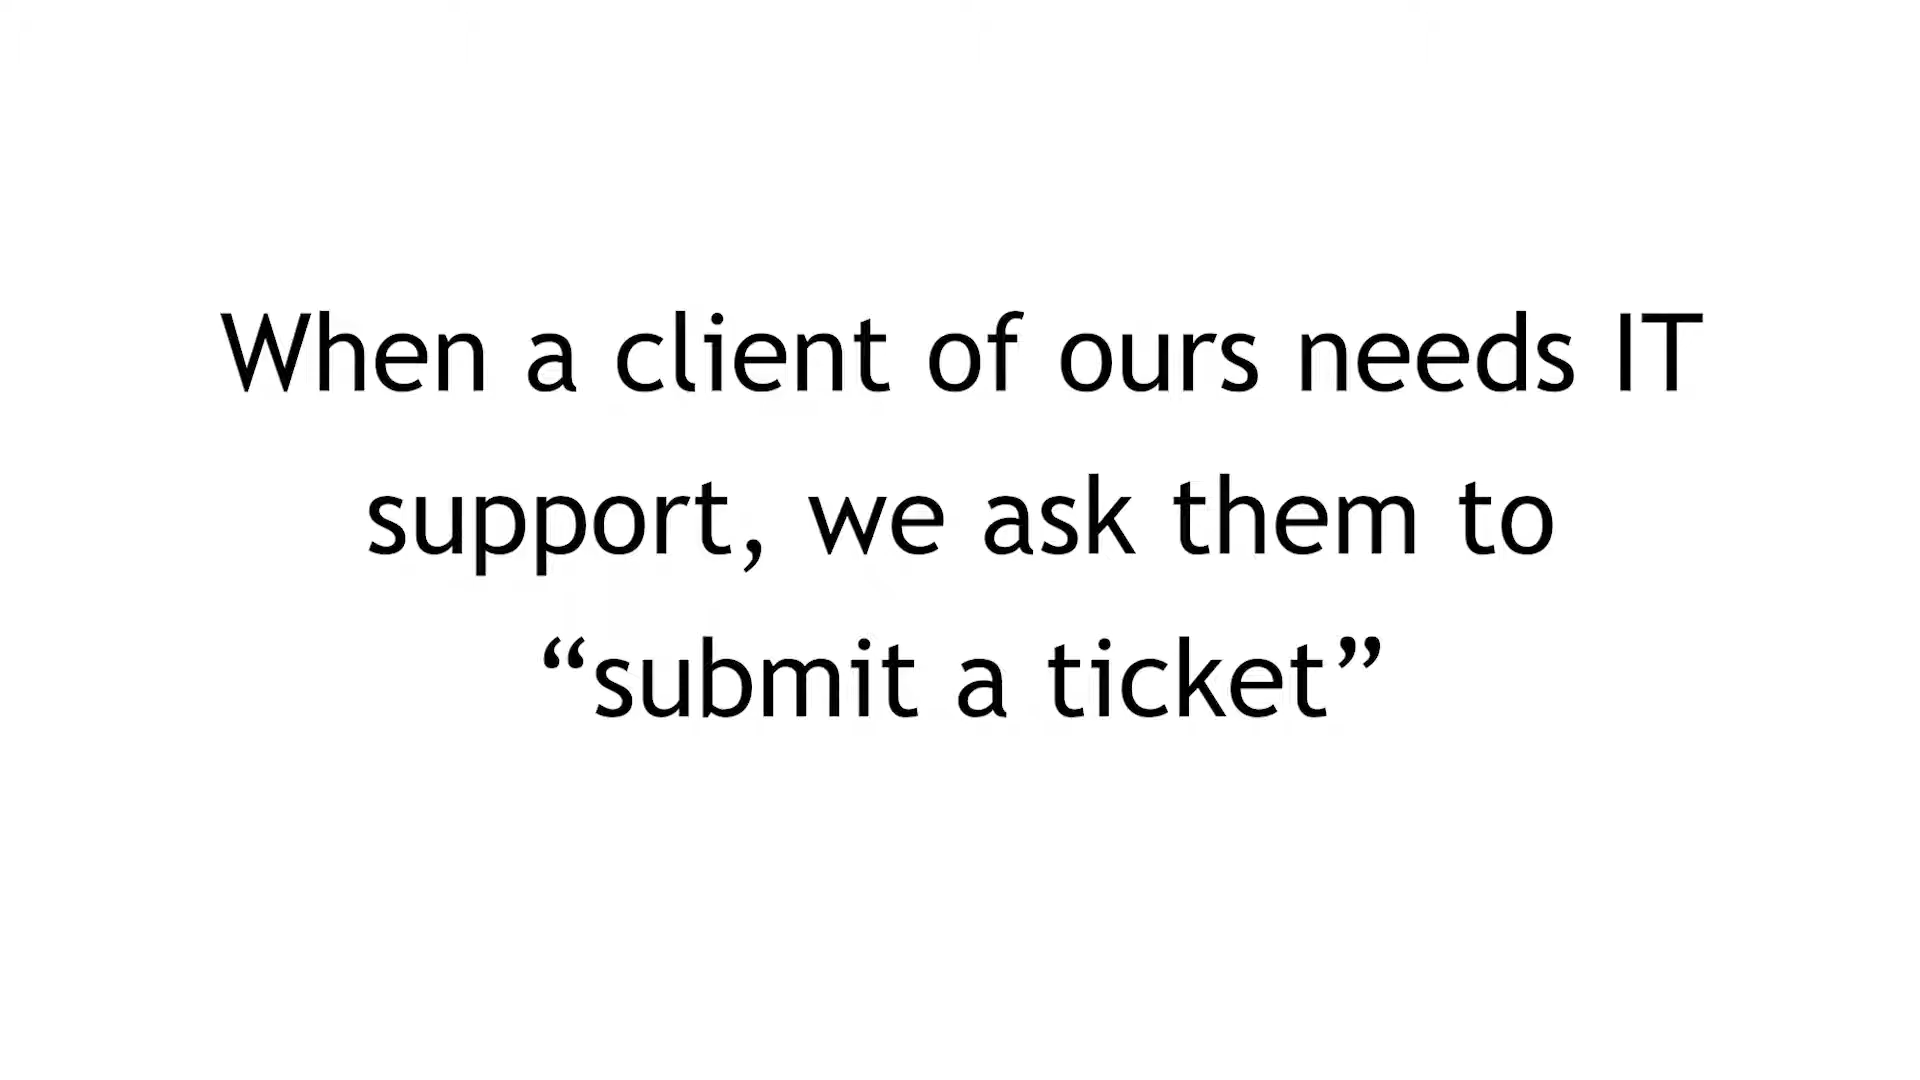 When a client of ours needs IT
support, we ask them to
“submit a ticket”